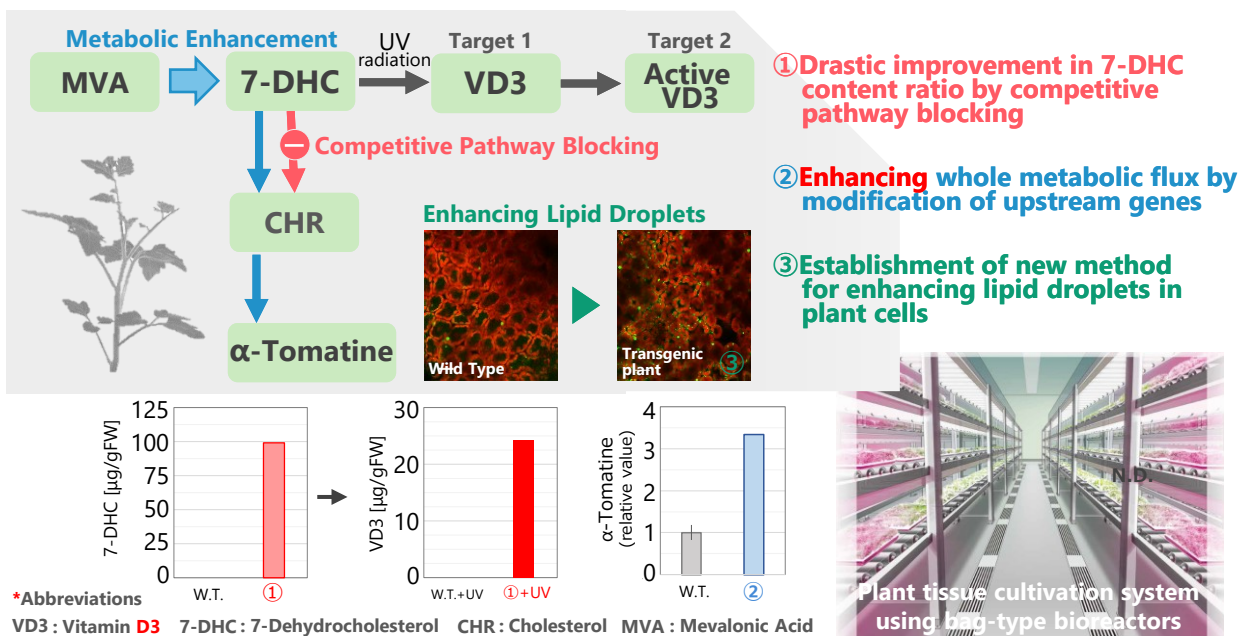 Metabolic Enhancement
UV
radiation
Target 1
Target 2
MVA
7-DHC
VD3
Active
VD3
Competitive Pathway Blocking
CHR
Enhancing Lipid Droplets
α-Tomatine
Wild Type
Transgenic
plant
③
①Drastic improvement in 7-DHC
content ratio by competitive
pathway blocking
②Enhancing whole metabolic flux by
modification of upstream genes
③Establishment of new method
for enhancing lipid droplets in
plant cells
7-DHC [μg/gFW]
125
100
75
50
25
0
W.T.
①
VD3 [μg/gFW]
30
20
10
0
W.T.+UV
①+UV
α-Tomatine
(relative value)
4
3
2
1
0
W.T.
②
N.D.
Plant tissue cultivation system
using bag-type bioreactors
*Abbreviations
VD3 : Vitamin D3 7-DHC : 7-Dehydrocholesterol CHR : Cholesterol MVA : Mevalonic Acid